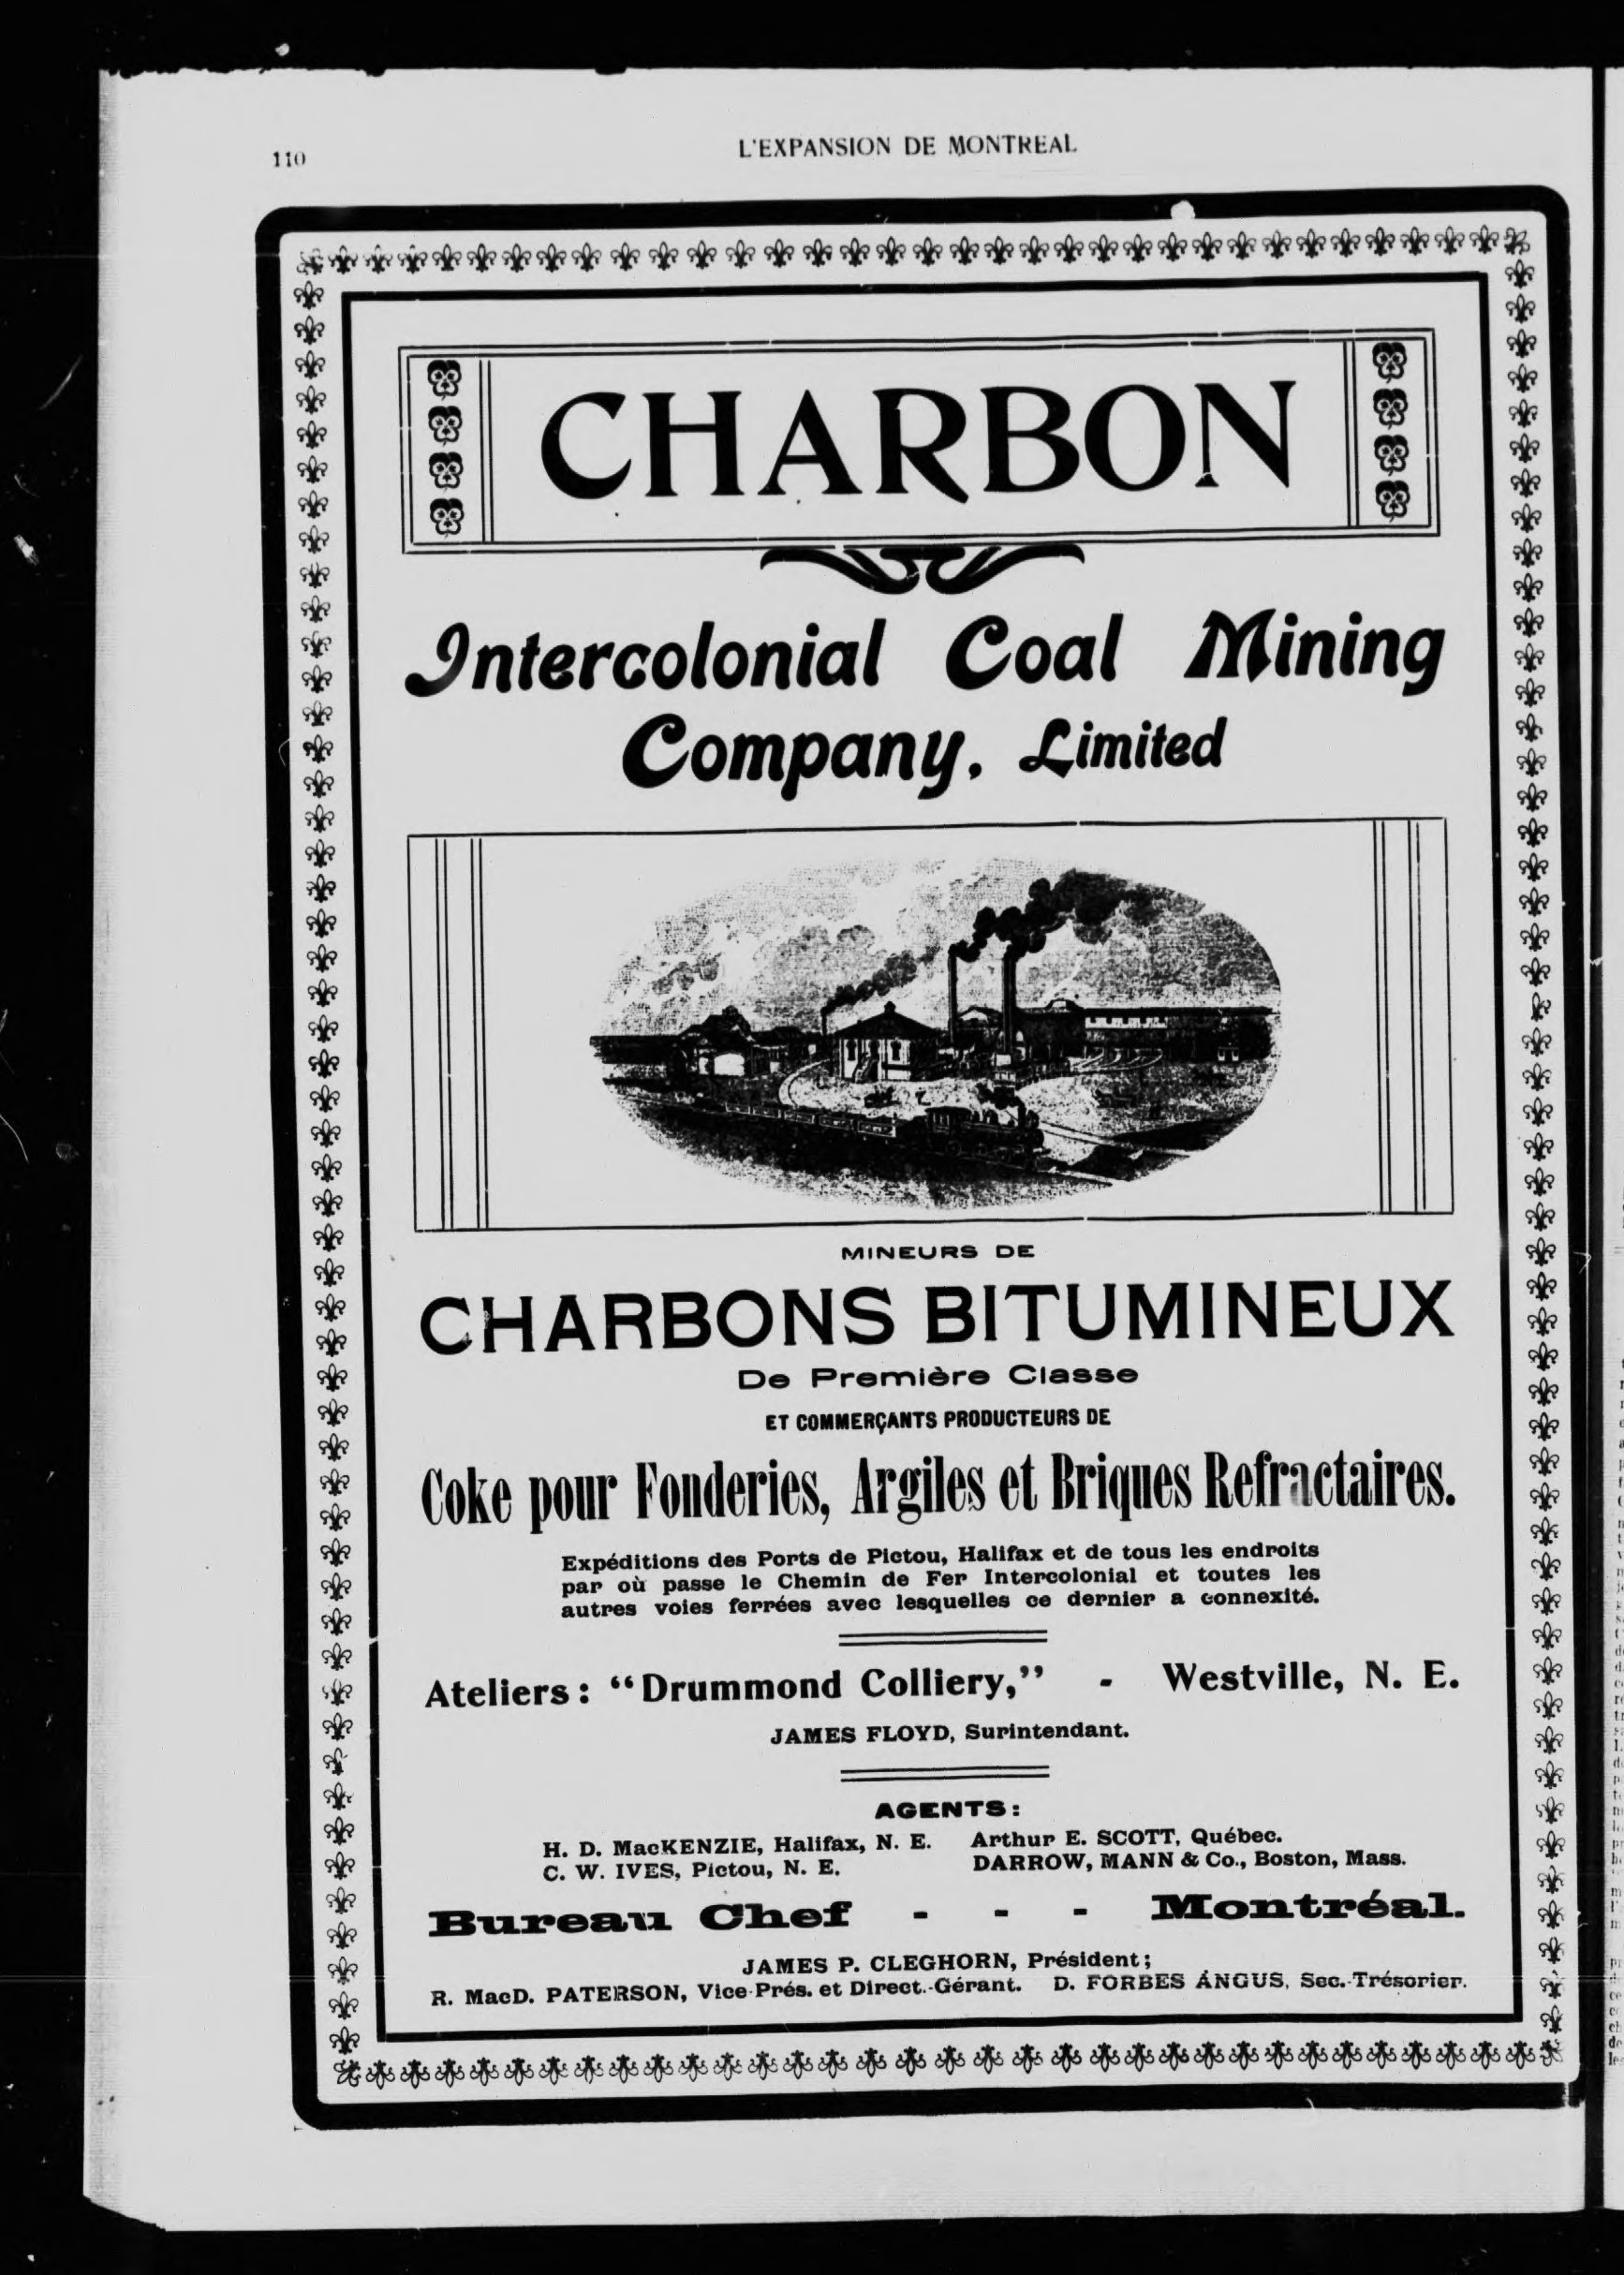 110
L'EXPANSION DE MONTREAL
CHARBON
Intercolonial Coal Mining
Company, Limited
MINEURS DE
CHARBONS BITUMINEUX
De Première Classe
ET COMMERÇANTS PRODUCTEURS DE
Coke pour Fonderies, Argiles et Briques Refractaires.
Expéditions des Ports de Pictou, Halifax et de tous les endroits
par où passe le Chemin de Fer Intercolonial et toutes les
autres voies ferrées avec lesquelles ce dernier a connexité.
Ateliers: "Drummond Colliery," - Westville, N. E.
JAMES FLOYD, Surintendant.
AGENTS:
H. D. MacKENZIE, Halifax, N. E. Arthur E. SCOTT, Québec.
C. W. IVES, Pictou, N. E. DARROW, MANN & Co., Boston, Mass.
Bureau Chef - - - Montréal.
JAMES P. CLEGHORN, Président;
R. MacD. PATERSON, Vice-Prés. et Direct.-Gérant. D. FORBES ANGUS, Sec.-Trésorier.